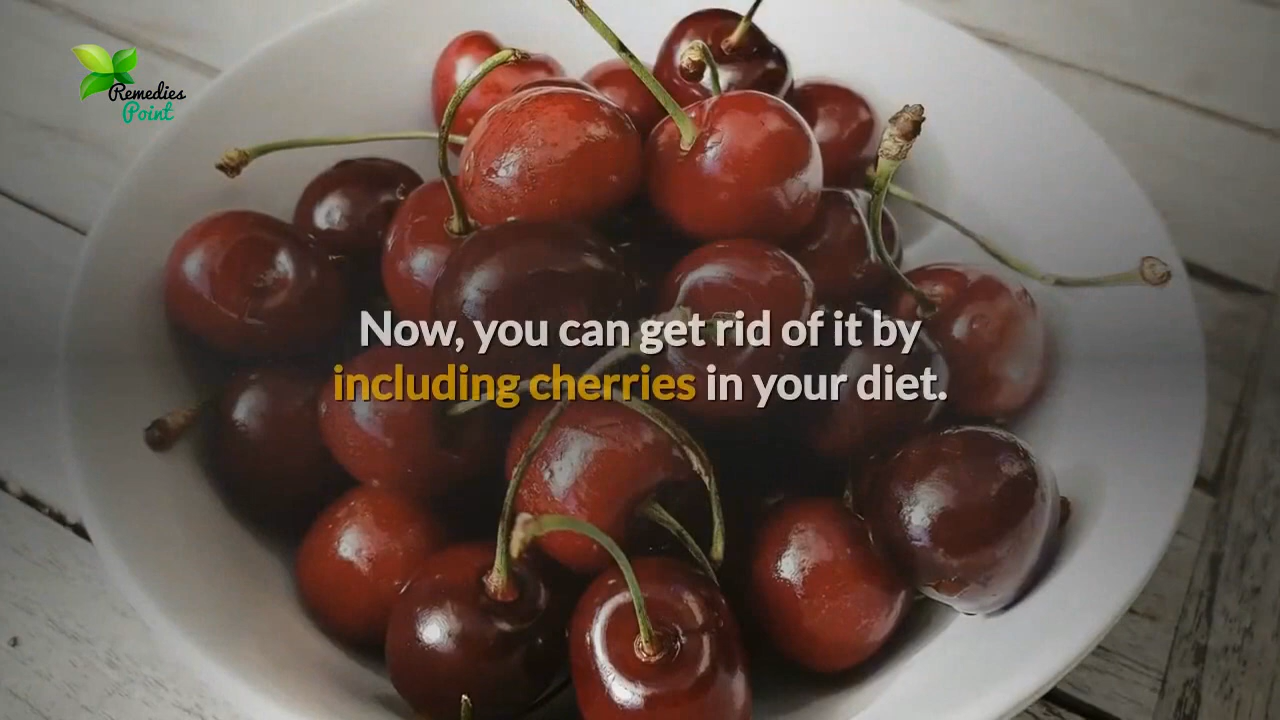 Remedies
Point
Now, you can get rid of it by
including cherries in your diet.